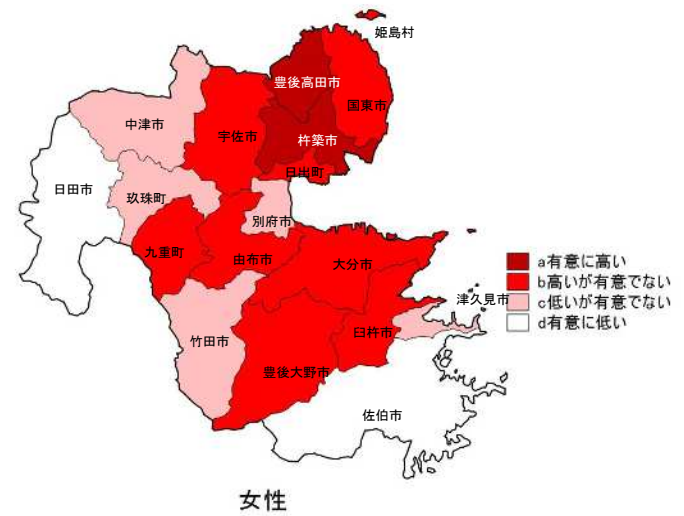 姫島村
豊後高田市
国東市
中津市
宇佐市
杵築市
日出町
日田市
玖珠町
別府市
九重町
由布市
大分市
a有意に高い
b高いが有意でない
c低いが有意でない
d有意に低い
津久見市
臼杵市
竹田市
豊後大野市
佐伯市
女性